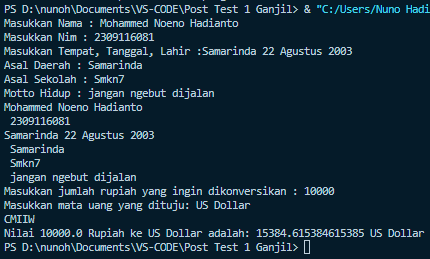 PS D:\nunoh\Documents\VS-CODE\Post Test 1 Ganjil> & "C:/Users/Nuno Hadi
Masukkan Nama : Mohammed Noeno Hadianto
Masukkan Nim : 2309116081
Masukkan Tempat, Tanggal, Lahir :Samarinda 22 Agustus 2003
Asal Daerah : Samarinda
Asal Sekolah : Smkn7
Motto Hidup : jangan ngebut dijalan
Mohammed Noeno Hadianto
 2309116081
Samarinda 22 Agustus 2003
 Samarinda
 Smkn7
 jangan ngebut dijalan
Masukkan jumlah rupiah yang ingin dikonversikan : 10000
Masukkan mata uang yang dituju: US Dollar
CMIIW
Nilai 10000.0 Rupiah ke US Dollar adalah: 15384.615384615385 US Dollar
PS D:\nunoh\Documents\VS-CODE\Post Test 1 Ganjil>